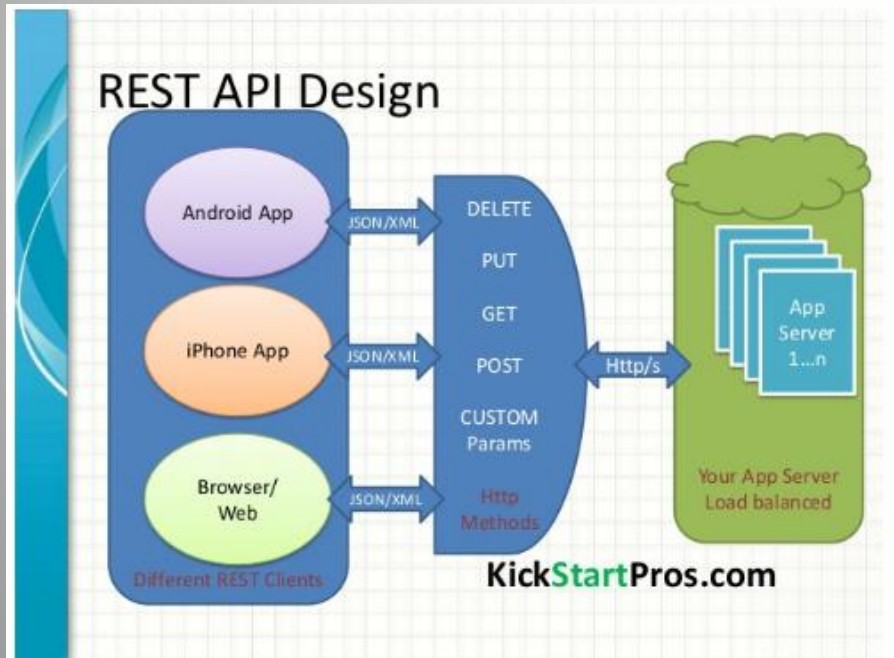 REST API Design
Android App
JSON/XML
iPhone App
JSON/XML
Browser/
Web
JSON/XML
Different REST Clients
DELETE
PUT
GET
POST
CUSTOM
Params
Http
Methods
Http/s
App
Server
1...n
Your App Server
Load balanced
KickStartPros.com